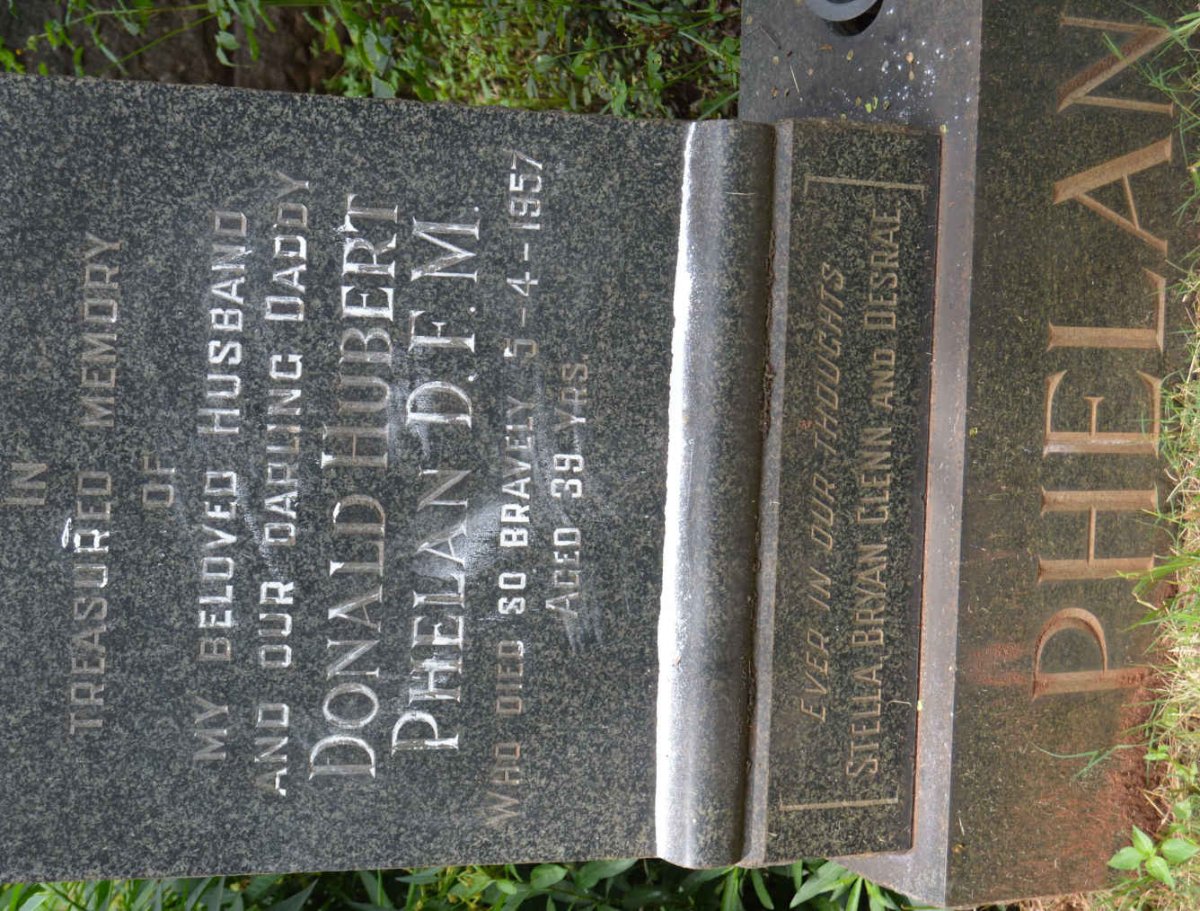 IN
TREASURED MEMORY
OF
MY BELOVED HUSBAND
AND OUR DARLING DADDY
DONALD HUBERT
PHELAN D.F.M.
WHO DIED SO BRAVELY 5-4-1957
AGED 39 YRS.
EVER IN OUR THOUGHTS
STELLA BRYAN GLENN AND DESRAE
PHELAN